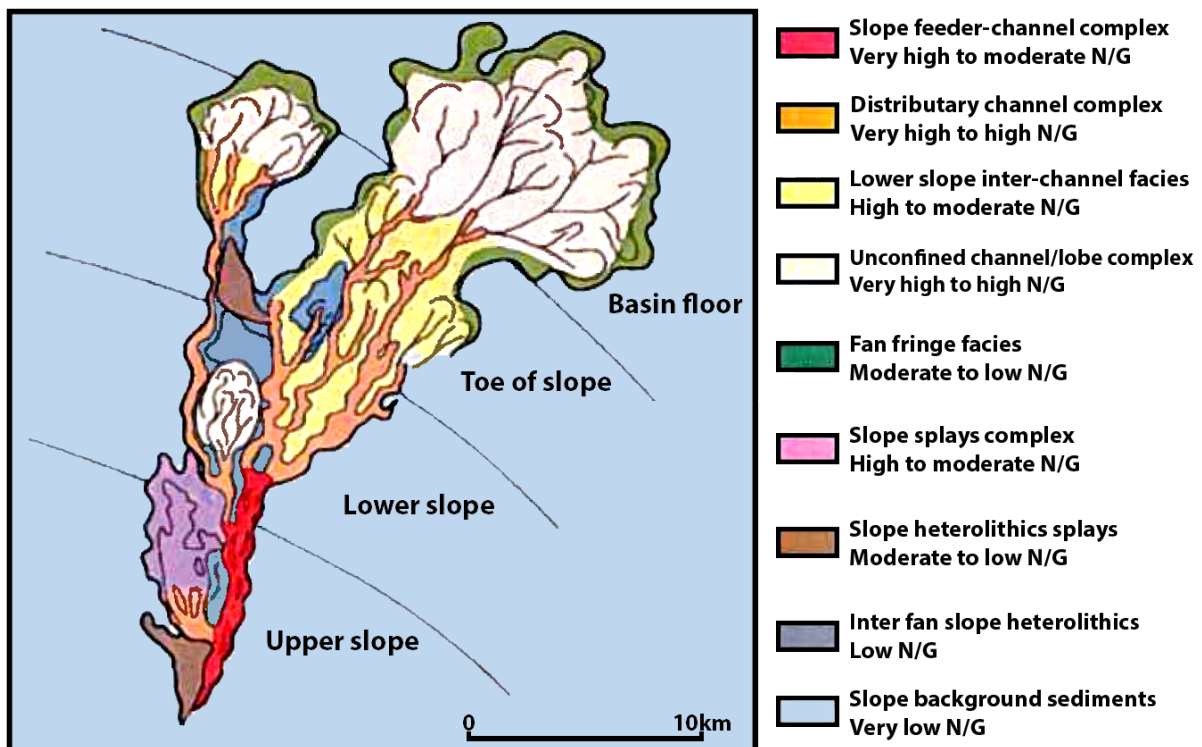 Basin floor
Toe of slope
Lower slope
Upper slope
0 10km
Slope feeder-channel complex
Very high to moderate N/G
Distributary channel complex
Very high to high N/G
Lower slope inter-channel facies
High to moderate N/G
Unconfined channel/lobe complex
Very high to high N/G
Fan fringe facies
Moderate to low N/G
Slope splays complex
High to moderate N/G
Slope heterolithics splays
Moderate to low N/G
Inter fan slope heterolithics
Low N/G
Slope background sediments
Very low N/G